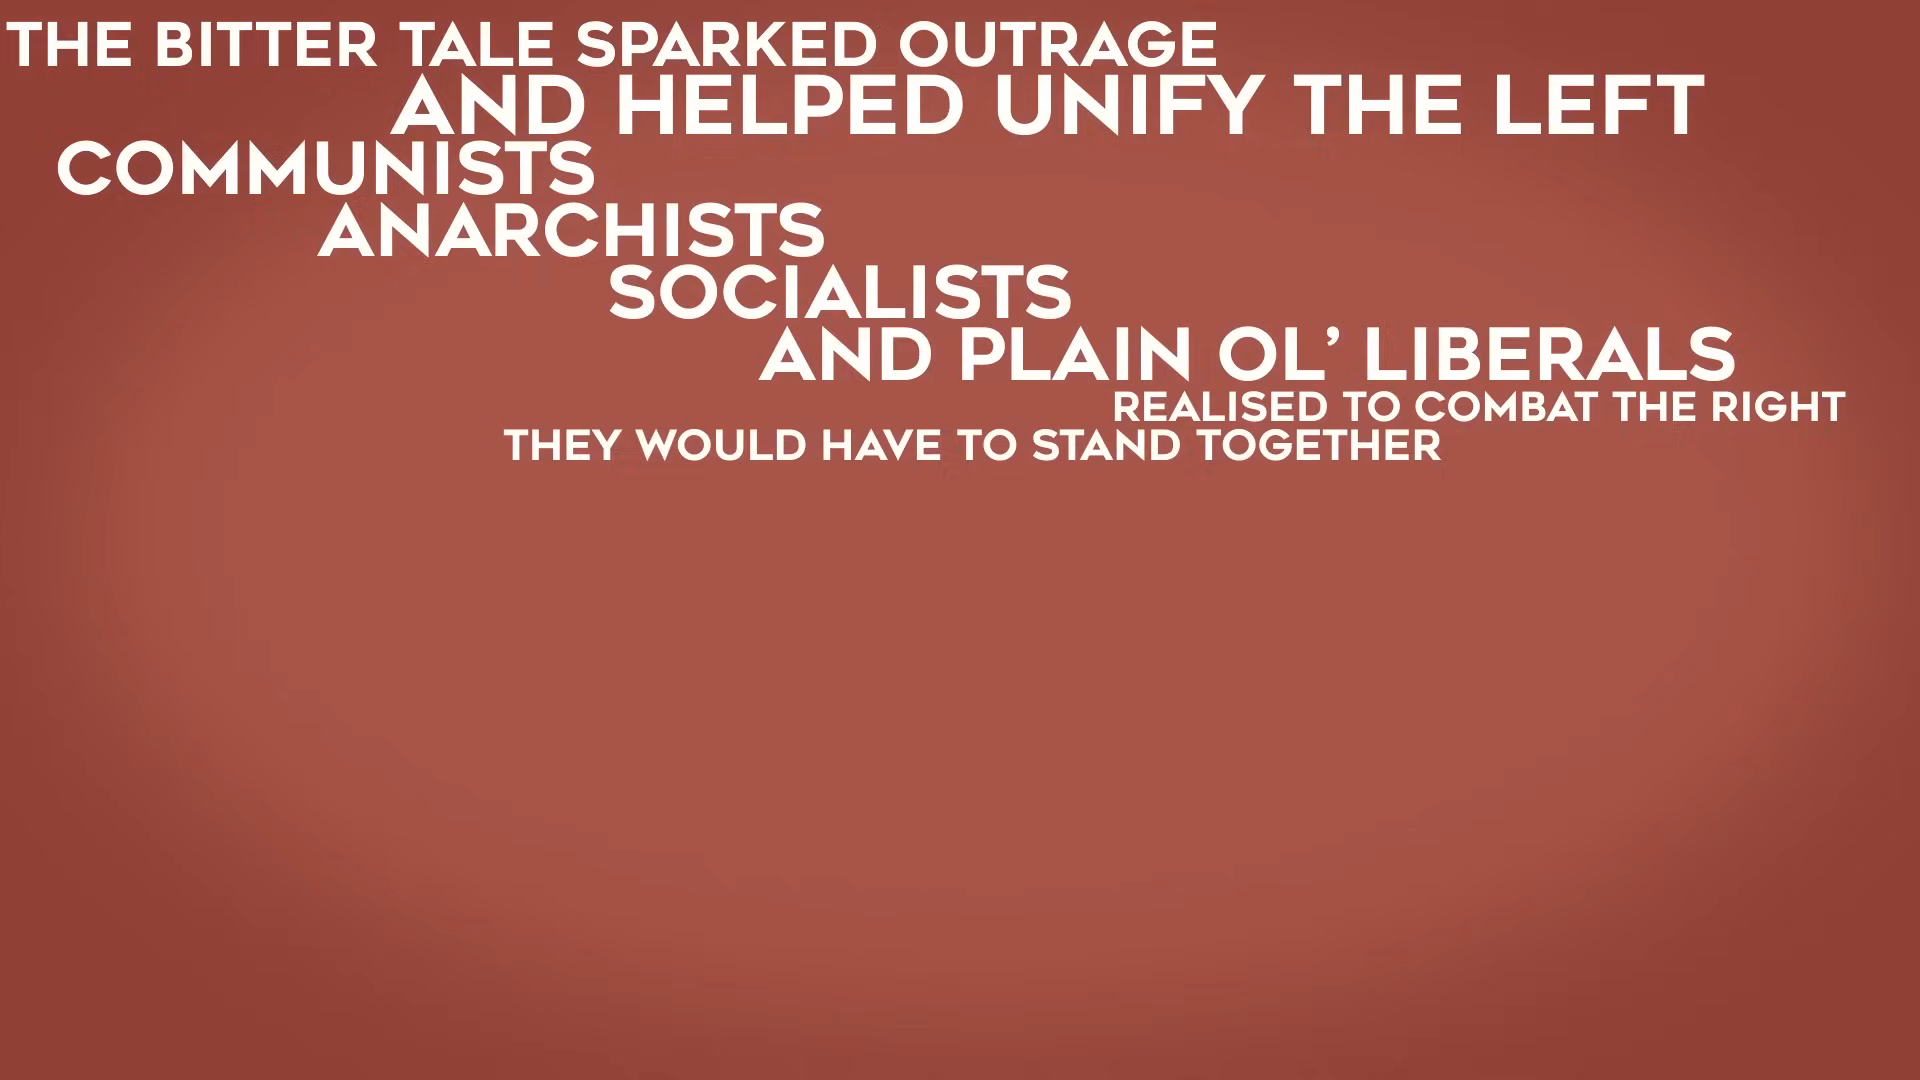 THE BITTER TALE SPARKED OUTRAGE
AND HELPED UNIFY THE LEFT
COMMUNISTS
ANARCHISTS
SOCIALISTS
AND PLAIN OL’ LIBERALS
REALISED TO COMBAT THE RIGHT
THEY WOULD HAVE TO STAND TOGETHER